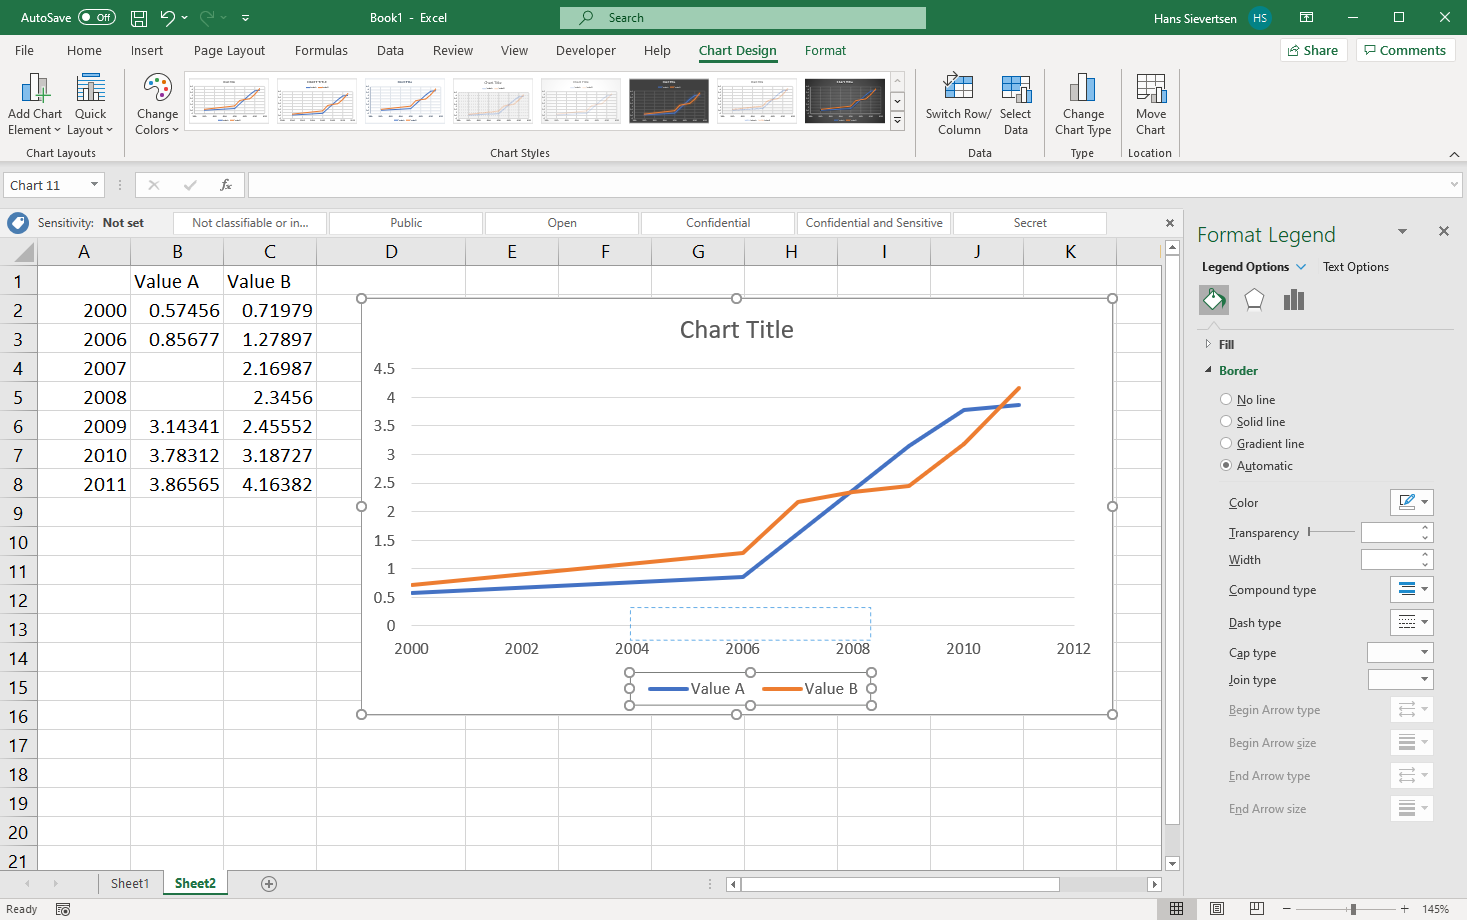 AutoSave Off Book1 - Excel Search Hans Sievertsen HS
File Home Insert Page Layout Formulas Data Review View Developer Help Chart Design Format Share Comments
Add Chart Element Quick Layout Change Colors Switch Row/ Column Select Data Change Chart Type Move Chart
Chart Layouts Chart Styles Data Type Location
Chart 11 fx
Sensitivity: Not set Not classifiable or in... Public Open Confidential Confidential and Sensitive Secret
A B C D E F G H I J K
1 Value A Value B
2 2000 0.57456 0.71979
3 2006 0.85677 1.27897
4 2007 2.16987
5 2008 2.3456
6 2009 3.14341 2.45552
7 2010 3.78312 3.18727
8 2011 3.86565 4.16382
9
10
11
12
13
14
15
16
17
18
19
20
21
Chart Title
4.5
4
3.5
3
2.5
2
1.5
1
0.5
0
2000 2002 2004 2006 2008 2010 2012
Value A Value B
Format Legend
Legend Options Text Options
Fill
Border
No line
Solid line
Gradient line
Automatic
Color
Transparency
Width
Compound type
Dash type
Cap type
Join type
Begin Arrow type
Begin Arrow size
End Arrow type
End Arrow size
Sheet1 Sheet2
Ready 145%